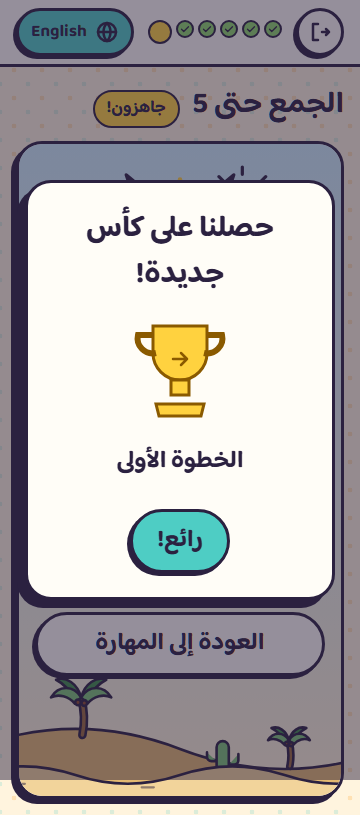 English
الجمع حتى 5
جاهزون!
حصلنا على كأس
جديدة!
الخطوة الأولى
رائع!
العودة إلى المهارة